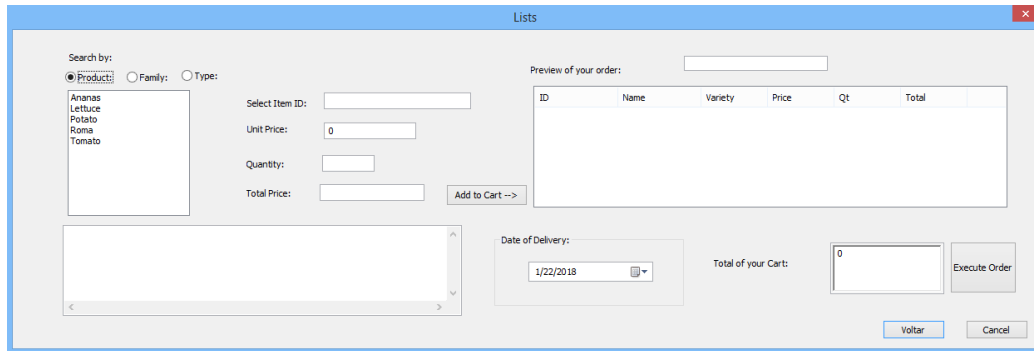 Lists
Search by:
Product: Family: Type:
Ananas
Lettuce
Potato
Roma
Tomato
Select Item ID:
Unit Price: 0
Quantity:
Total Price:
Add to Cart -->
Preview of your order:
ID Name Variety Price Qt Total
Date of Delivery:
1/22/2018
Total of your Cart: 0
Execute Order
Voltar Cancel